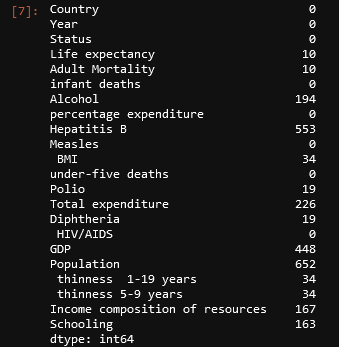 [7]: Country 0
Year 0
Status 0
Life expectancy 10
Adult Mortality 10
infant deaths 0
Alcohol 194
percentage expenditure 0
Hepatitis B 553
Measles 0
 BMI 34
under-five deaths 0
Polio 19
Total expenditure 226
Diphtheria 19
 HIV/AIDS 0
GDP 448
Population 652
 thinness  1-19 years 34
 thinness 5-9 years 34
Income composition of resources 167
Schooling 163
dtype: int64